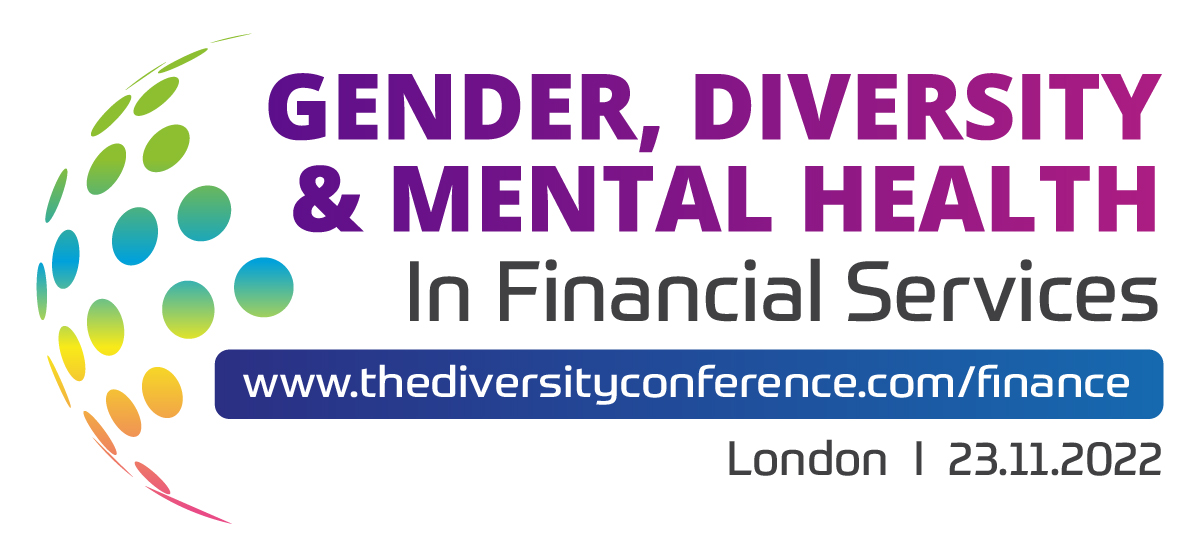 GENDER, DIVERSITY
& MENTAL HEALTH
In Financial Services
www.thediversityconference.com/finance
London | 23.11.2022